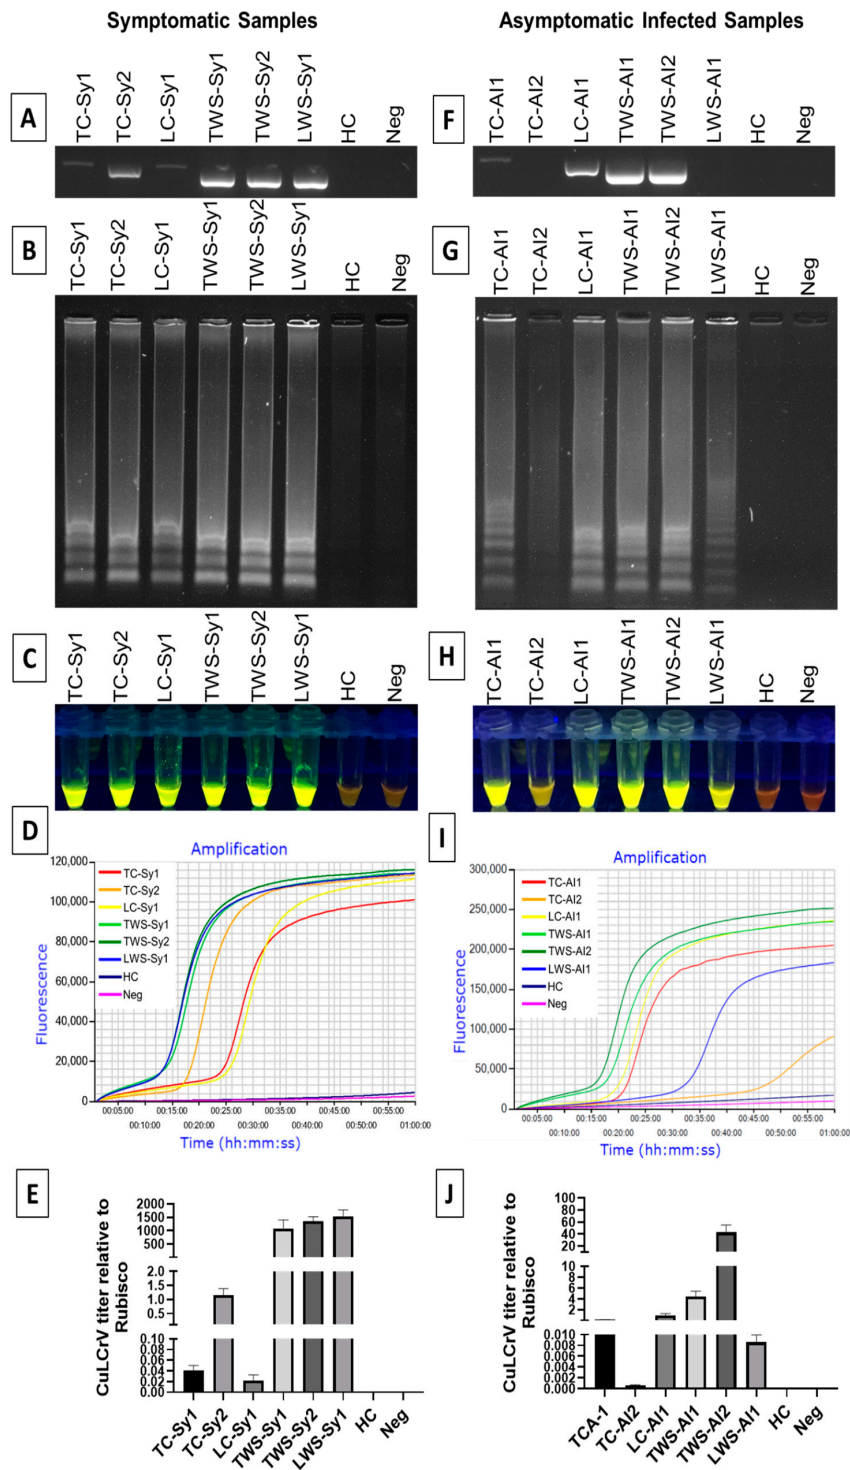 Symptomatic Samples
Asymptomatic Infected Samples
A
TC-Sy1
TC-Sy2
LC-Sy1
TWS-Sy1
TWS-Sy2
LWS-Sy1
HC
Neg
F
TC-AI1
TC-AI2
LC-AI1
TWS-AI1
TWS-AI2
LWS-AI1
HC
Neg
B
TC-Sy1
TC-Sy2
LC-Sy1
TWS-Sy1
TWS-Sy2
LWS-Sy1
HC
Neg
G
TC-AI1
TC-AI2
LC-AI1
TWS-AI1
TWS-AI2
LWS-AI1
HC
Neg
C
TC-Sy1
TC-Sy2
LC-Sy1
TWS-Sy1
TWS-Sy2
LWS-Sy1
HC
Neg
H
TC-AI1
TC-AI2
LC-AI1
TWS-AI1
TWS-AI2
LWS-AI1
HC
Neg
D
Amplification
120,000
100,000
80,000
60,000
40,000
20,000
0
Fluorescence
TC-Sy1
TC-Sy2
LC-Sy1
TWS-Sy1
TWS-Sy2
LWS-Sy1
HC
Neg
00:05:00 00:15:00 00:25:00 00:35:00 00:45:00 00:55:00
00:10:00 00:20:00 00:30:00 00:40:00 00:50:00 01:00:00
Time (hh:mm:ss)
I
Amplification
300,000
250,000
200,000
150,000
100,000
50,000
0
Fluorescence
TC-AI1
TC-AI2
LC-AI1
TWS-AI1
TWS-AI2
LWS-AI1
HC
Neg
00:05:00 00:15:00 00:25:00 00:35:00 00:45:00 00:55:00
00:10:00 00:20:00 00:30:00 00:40:00 00:50:00 01:00:00
Time (hh:mm:ss)
E
CuLCrV titer relative to
Rubisco
2000
1500
1000
500
2.0
1.5
1.0
0.5
0.10
0.08
0.06
0.04
0.02
0.00
TC-Sy1
TC-Sy2
LC-Sy1
TWS-Sy1
TWS-Sy2
LWS-Sy1
HC
Neg
J
CuLCrV titer relative to
Rubisco
100
80
60
40
20
10
8
6
4
2
0.010
0.008
0.006
0.004
0.002
0.000
TCA-1
TC-AI2
LC-AI1
TWS-AI1
TWS-AI2
LWS-AI1
HC
Neg